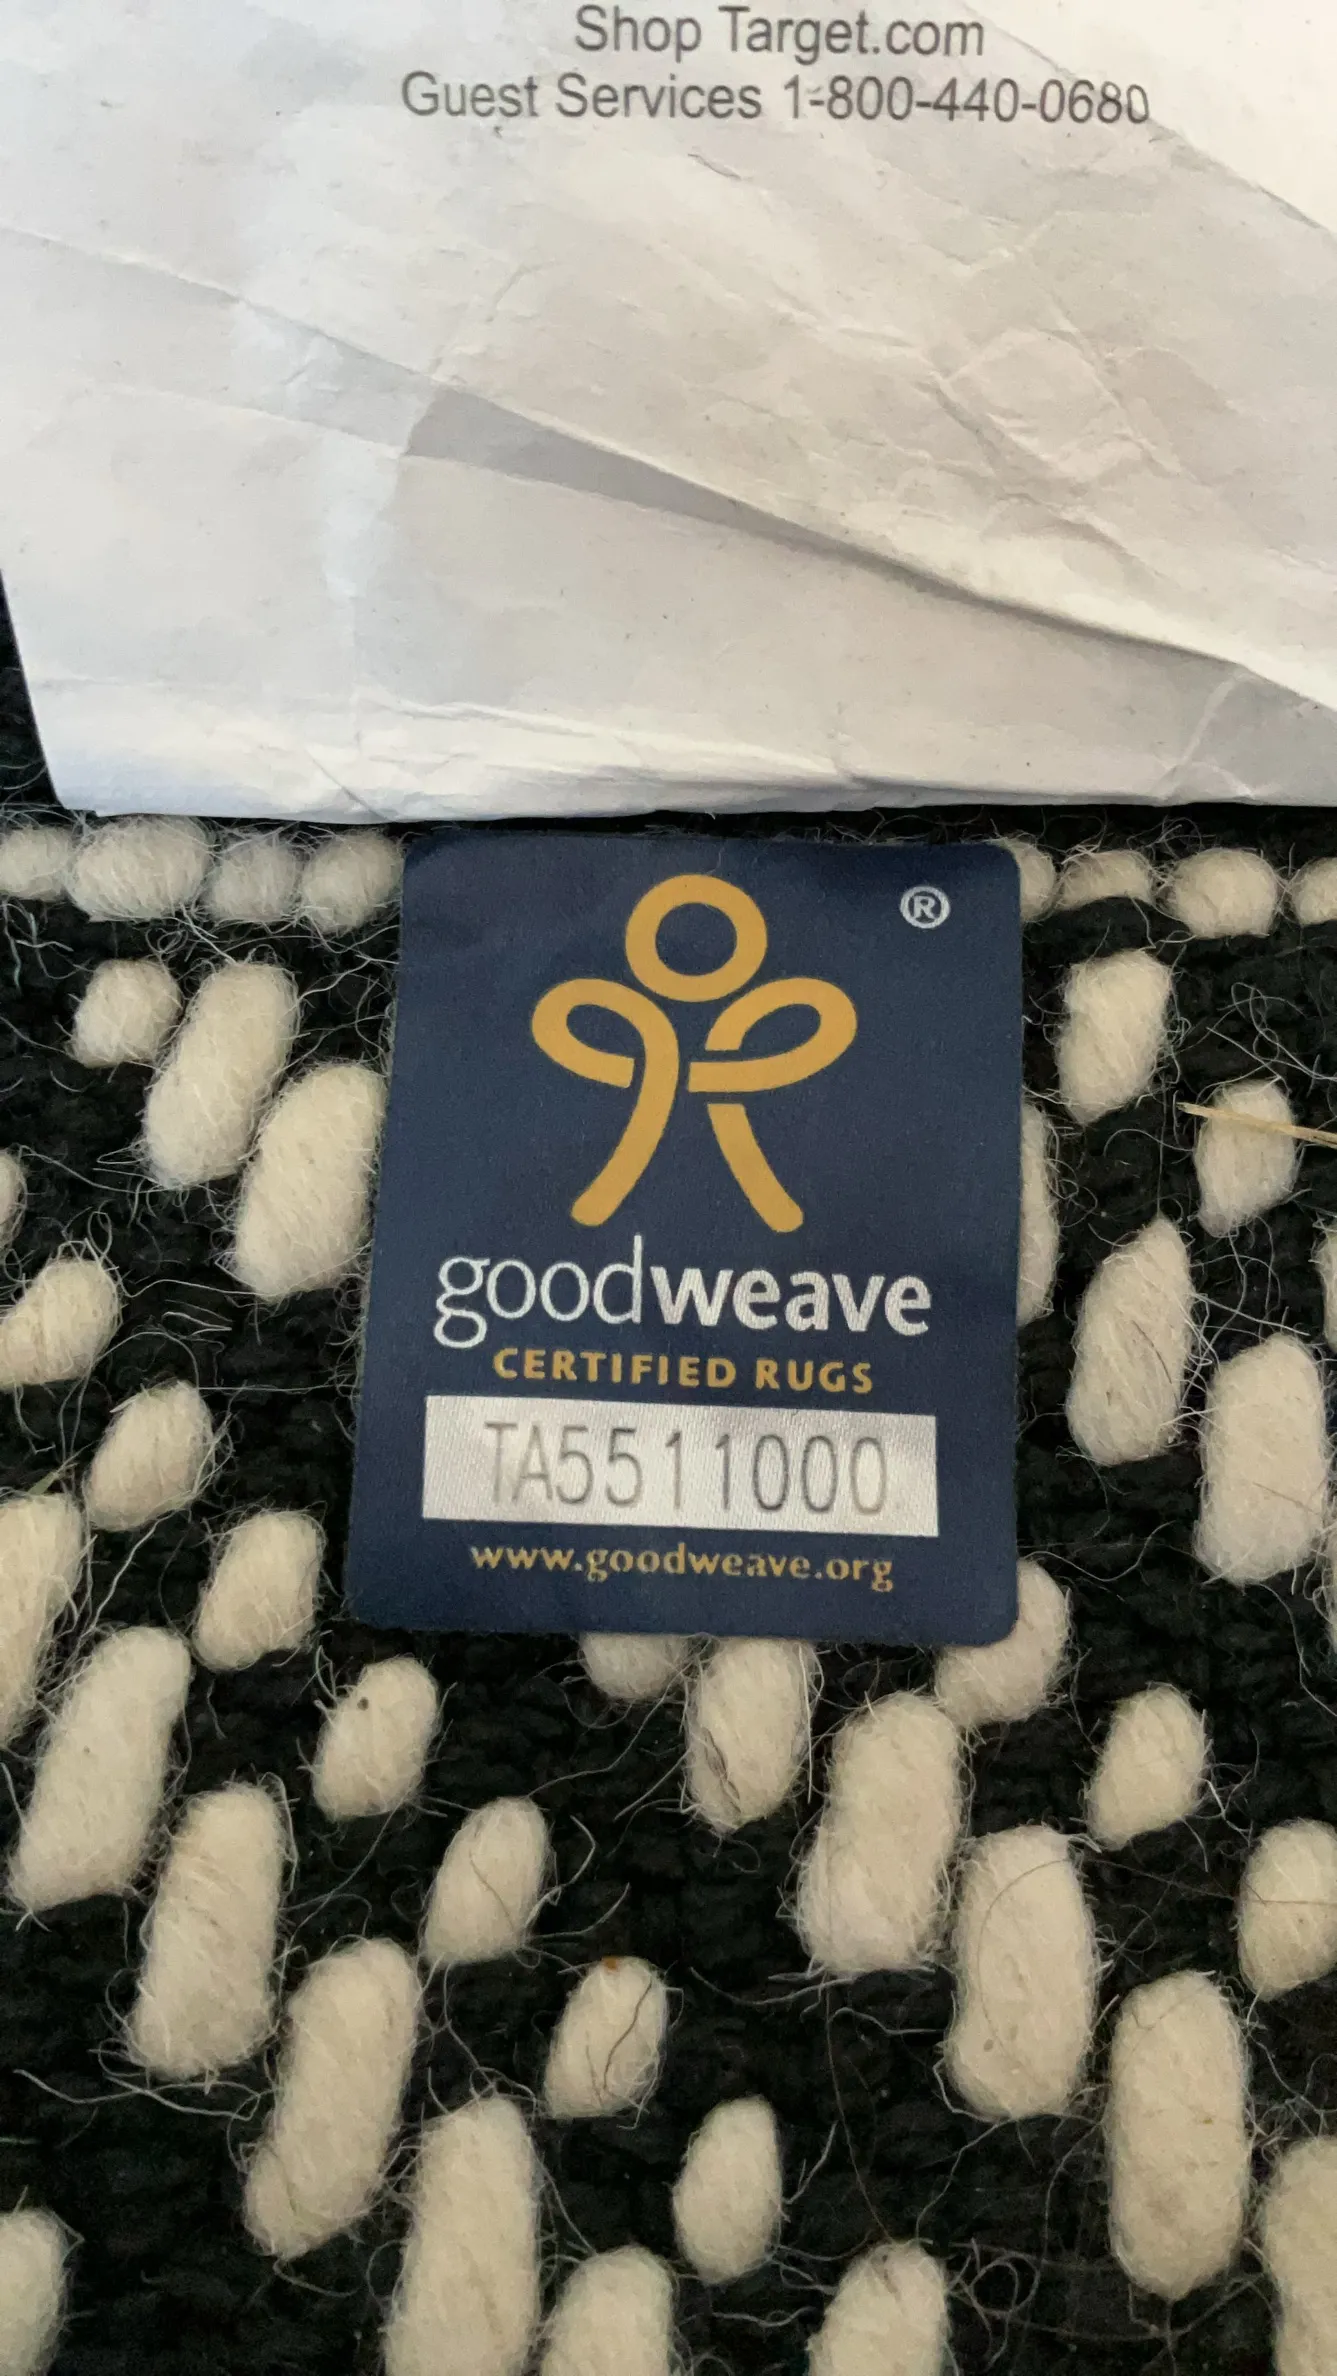 Shop Target.com
Guest Services 1-800-440-0680
®
goodweave
CERTIFIED RUGS
TA5511000
www.goodweave.org